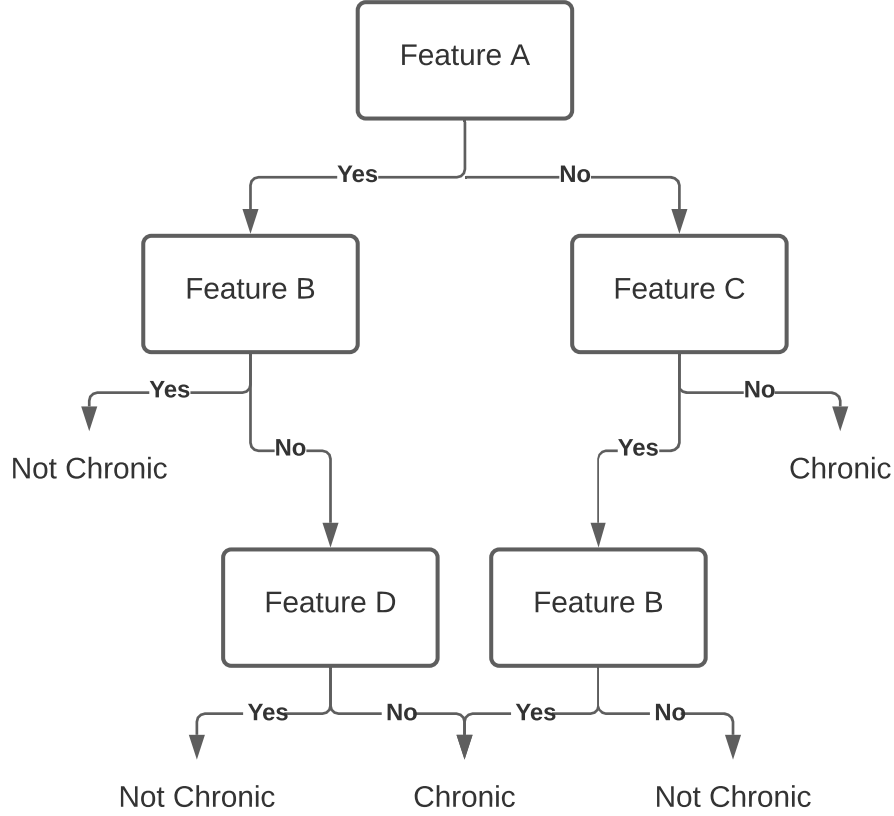 Feature A
Yes
No
Feature B
Feature C
Yes
No
No
Yes
Not Chronic
Chronic
Feature D
Feature B
Yes
No
Yes
No
Not Chronic
Chronic
Not Chronic